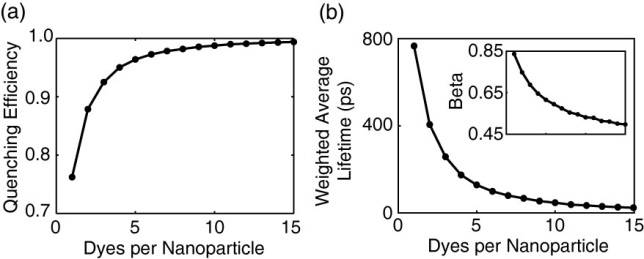 (a)
1.0
0.9
0.8
0.7
Quenching Efficiency
0
5
10
15
Dyes per Nanoparticle
(b)
800
400
0
Weighted Average
Lifetime (ps)
0.85
0.65
0.45
Beta
0
5
10
15
Dyes per Nanoparticle